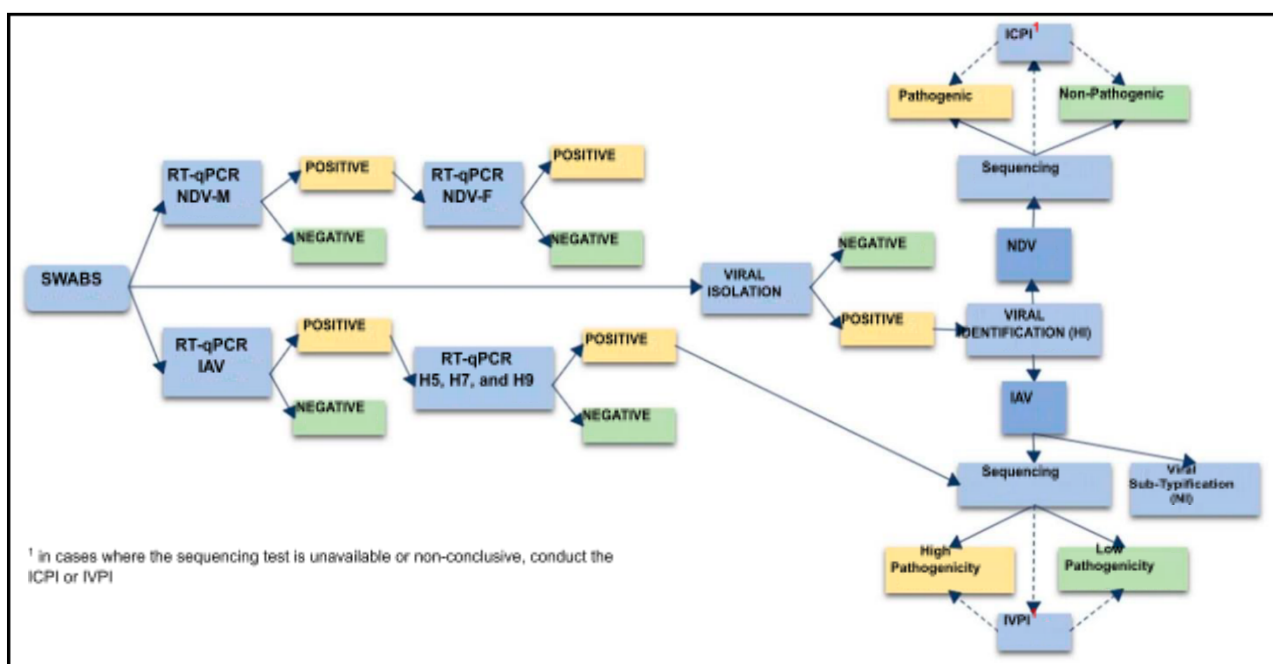 ICPI1
Pathogenic
Non-Pathogenic
Sequencing
NDV
RT-qPCR
NDV-M
POSITIVE
NEGATIVE
RT-qPCR
NDV-F
POSITIVE
NEGATIVE
SWABS
VIRAL
ISOLATION
NEGATIVE
POSITIVE
VIRAL
IDENTIFICATION (HI)
RT-qPCR
IAV
POSITIVE
NEGATIVE
RT-qPCR
H5, H7, and H9
POSITIVE
NEGATIVE
IAV
Sequencing
Viral
Sub-Typification
(NI)
High
Pathogenicity
Low
Pathogenicity
IVPI1
1 in cases where the sequencing test is unavailable or non-conclusive, conduct the
ICPI or IVPI